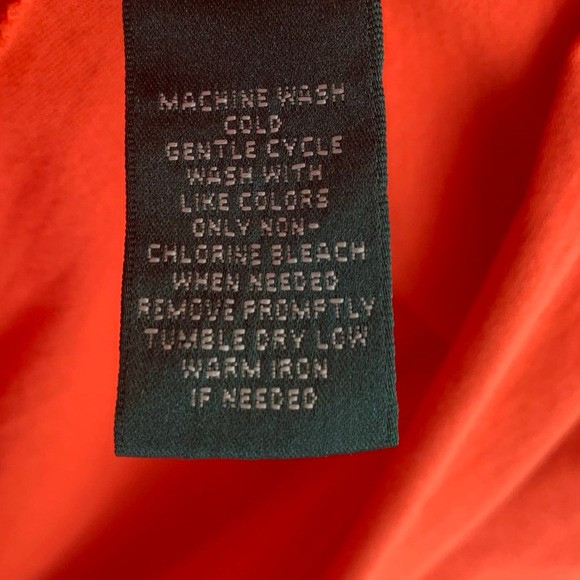 MACHINE WASH
COLD
GENTLE CYCLE
WASH WITH
LIKE COLORS
ONLY NON-
CHLORINE BLEACH
WHEN NEEDED
REMOVE PROMPTLY
TUMBLE DRY LOW
WARM IRON
IF NEEDED